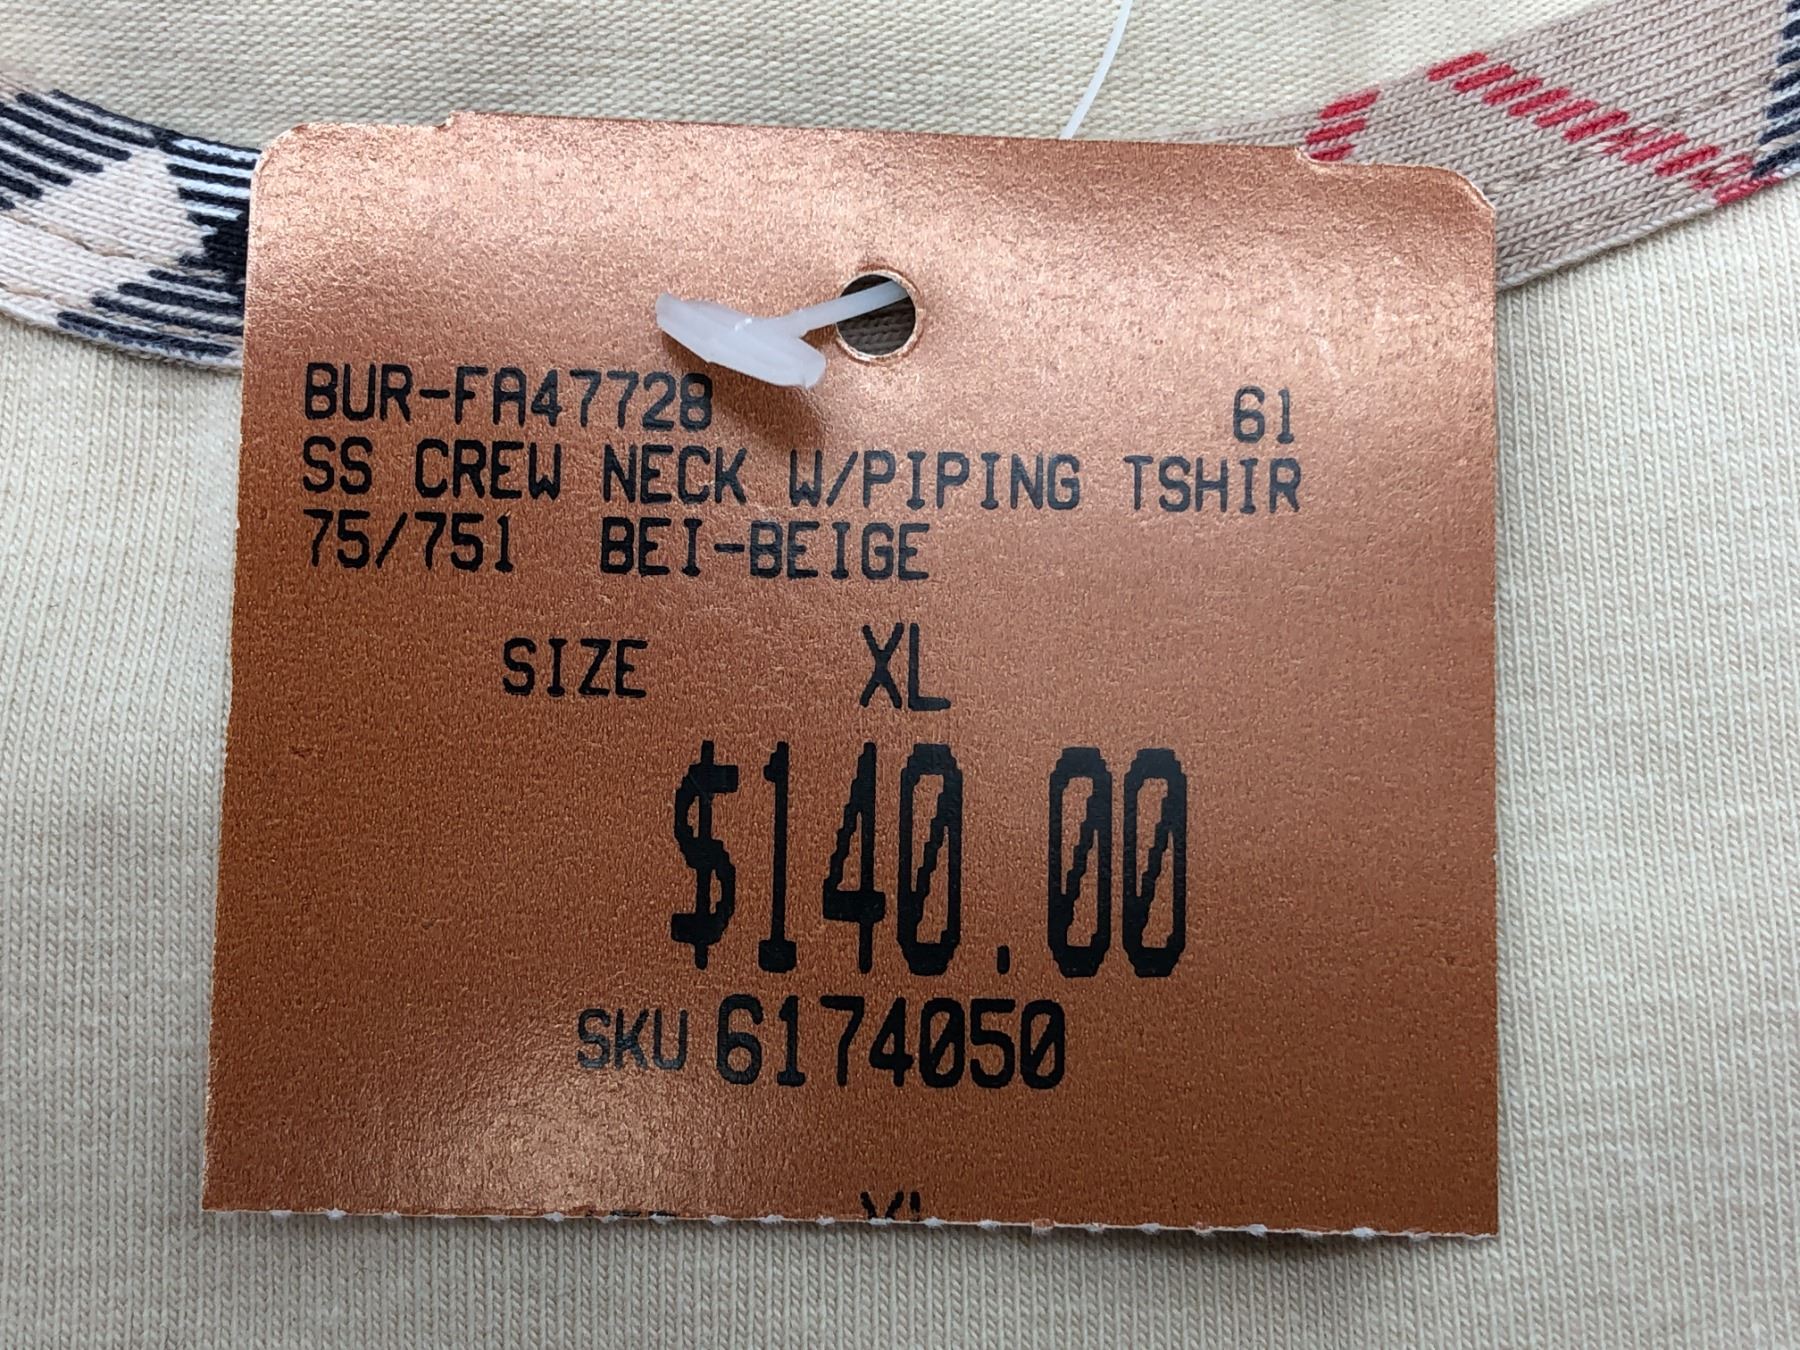 BUR-FA47728 61
SS CREW NECK W/PIPING TSHIR
75/751 BEI-BEIGE
SIZE XL
$140.00
SKU 6174050